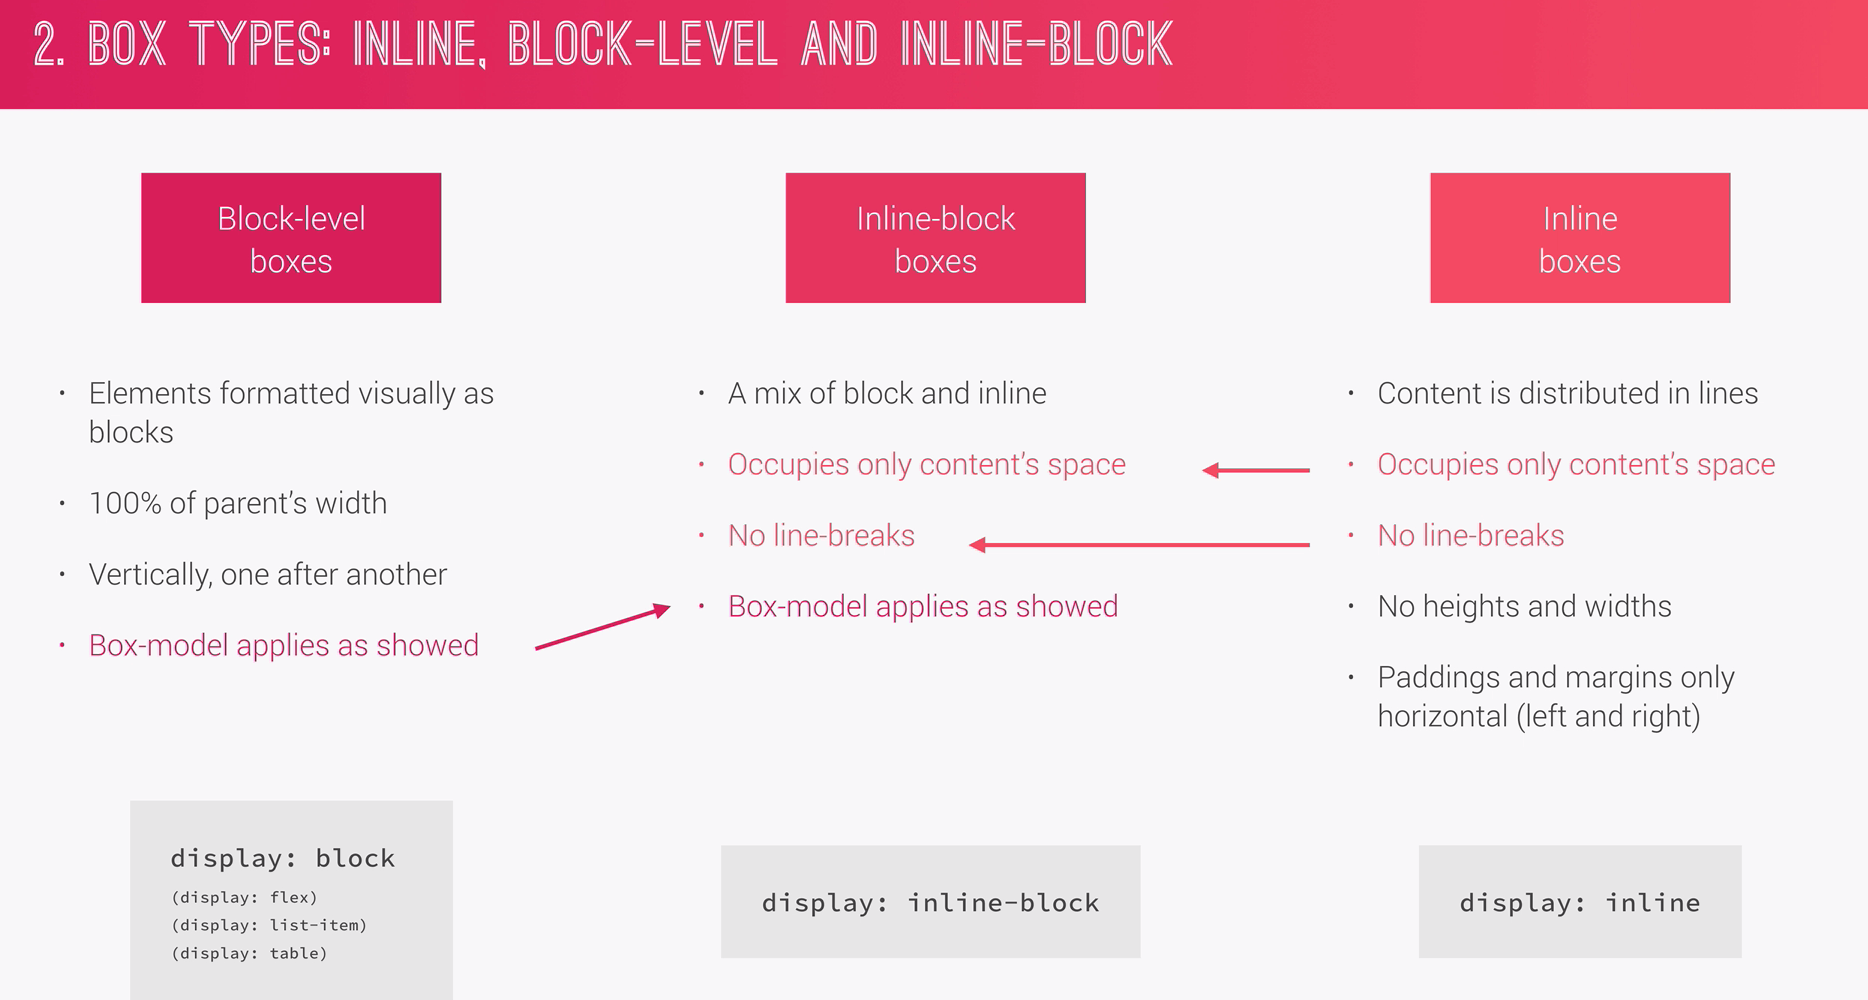 2. BOX TYPES: INLINE, BLOCK-LEVEL AND INLINE-BLOCK
Block-level
boxes
• Elements formatted visually as
blocks
• 100% of parent’s width
• Vertically, one after another
• Box-model applies as showed
display: block
(display: flex)
(display: list-item)
(display: table)
Inline-block
boxes
• A mix of block and inline
• Occupies only content’s space
• No line-breaks
• Box-model applies as showed
display: inline-block
Inline
boxes
• Content is distributed in lines
• Occupies only content’s space
• No line-breaks
• No heights and widths
• Paddings and margins only
horizontal (left and right)
display: inline